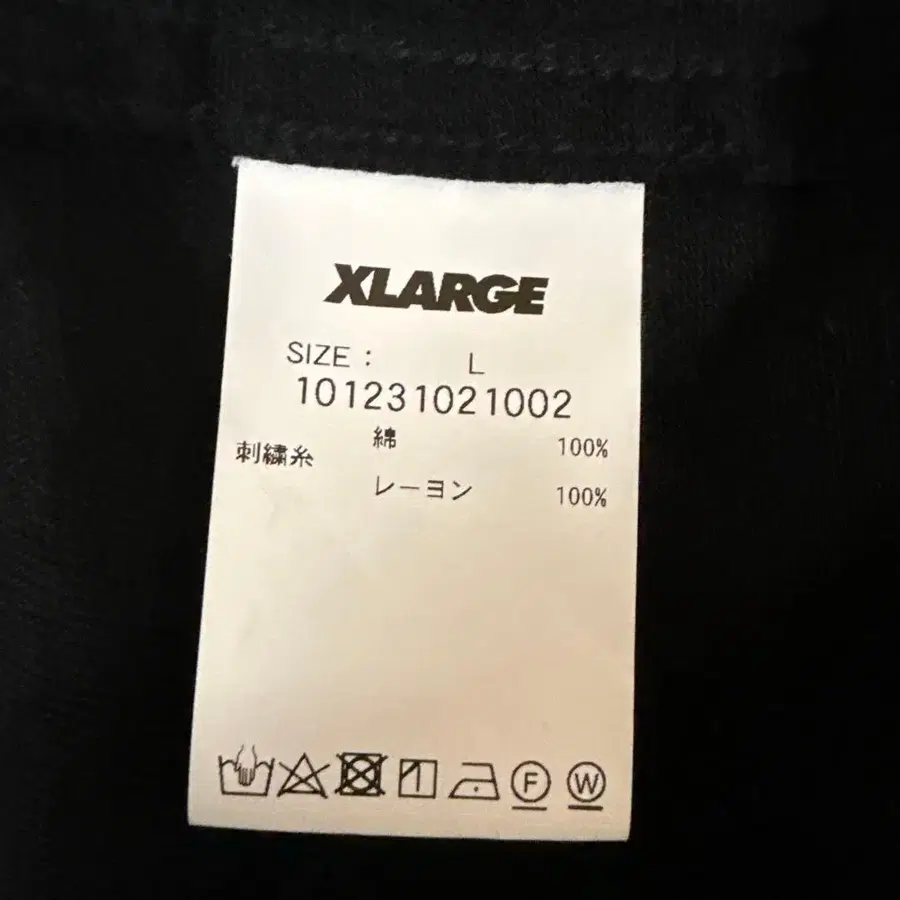 XLARGE
SIZE : L
101231021002
綿 100%
刺繍糸
レーヨン 100%
F W